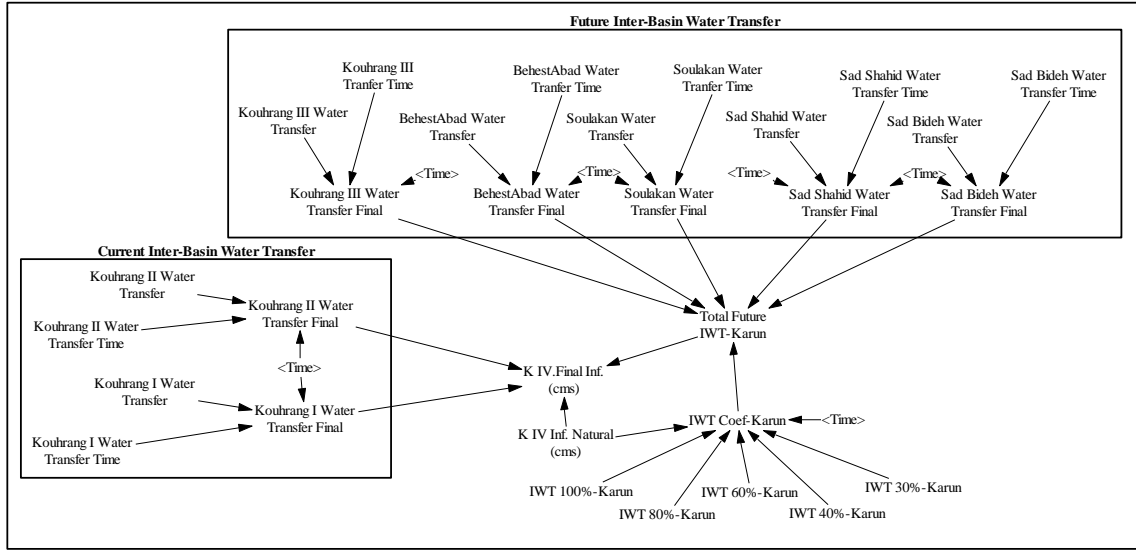 Future Inter-Basin Water Transfer
Kouhrang III
Tranfer Time
BehestAbad Water
Tranfer Time
Soulakan Water
Tranfer Time
Sad Shahid Water
Transfer Time
Sad Bideh Water
Transfer Time
Kouhrang III Water
Transfer
BehestAbad Water
Transfer
Soulakan Water
Transfer
Sad Shahid Water
Transfer
Sad Bideh Water
Transfer
<Time>
<Time>
<Time>
<Time>
Kouhrang III Water
Transfer Final
BehestAbad Water
Transfer Final
Soulakan Water
Transfer Final
Sad Shahid Water
Transfer Final
Sad Bideh Water
Transfer Final
Current Inter-Basin Water Transfer
Kouhrang II Water
Transfer
Kouhrang II Water
Transfer Final
Kouhrang II Water
Transfer Time
<Time>
Kouhrang I Water
Transfer
Kouhrang I Water
Transfer Final
Kouhrang I Water
Transfer Time
Total Future
IWT-Karun
K IV.Final Inf.
(cms)
K IV Inf. Natural
(cms)
IWT Coef-Karun
<Time>
IWT 100%-Karun
IWT 80%-Karun
IWT 60%-Karun
IWT 40%-Karun
IWT 30%-Karun